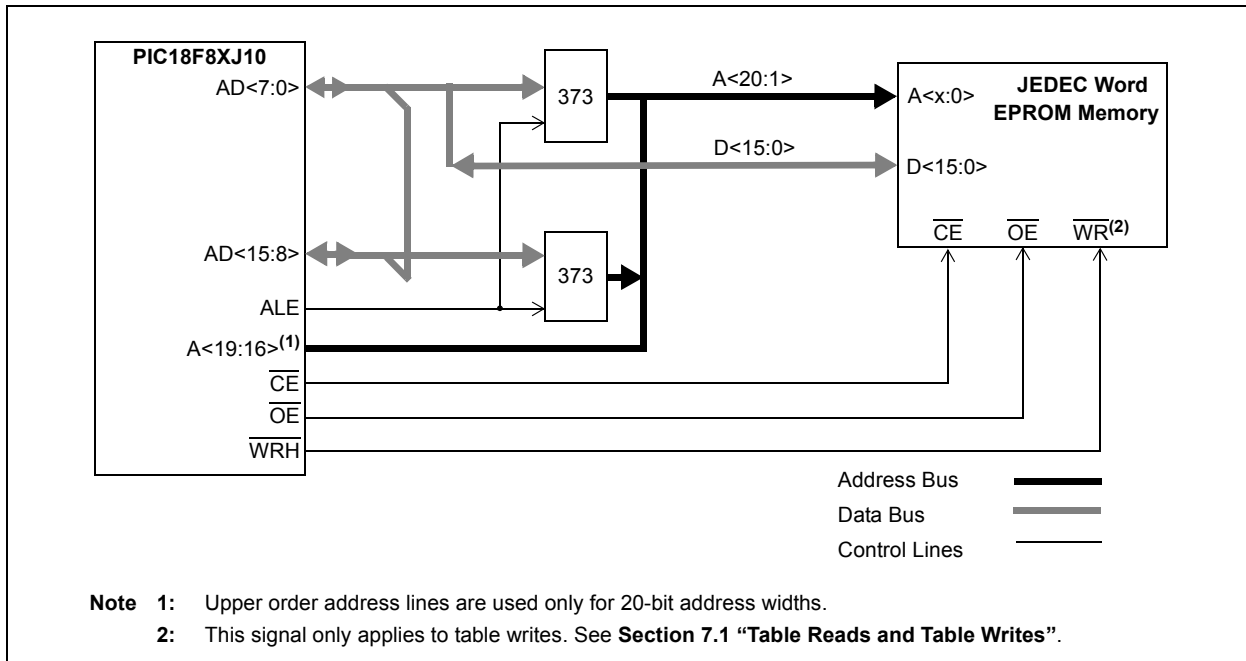 PIC18F8XJ10
AD<7:0>
373
A<20:1>
A<x:0>
JEDEC Word
EPROM Memory
D<15:0>
D<15:0>
CE
OE
WR(2)
AD<15:8>
373
ALE
A<19:16>(1)
CE
OE
WRH
Address Bus
Data Bus
Control Lines
Note 1: Upper order address lines are used only for 20-bit address widths.
2: This signal only applies to table writes. See Section 7.1 “Table Reads and Table Writes”.